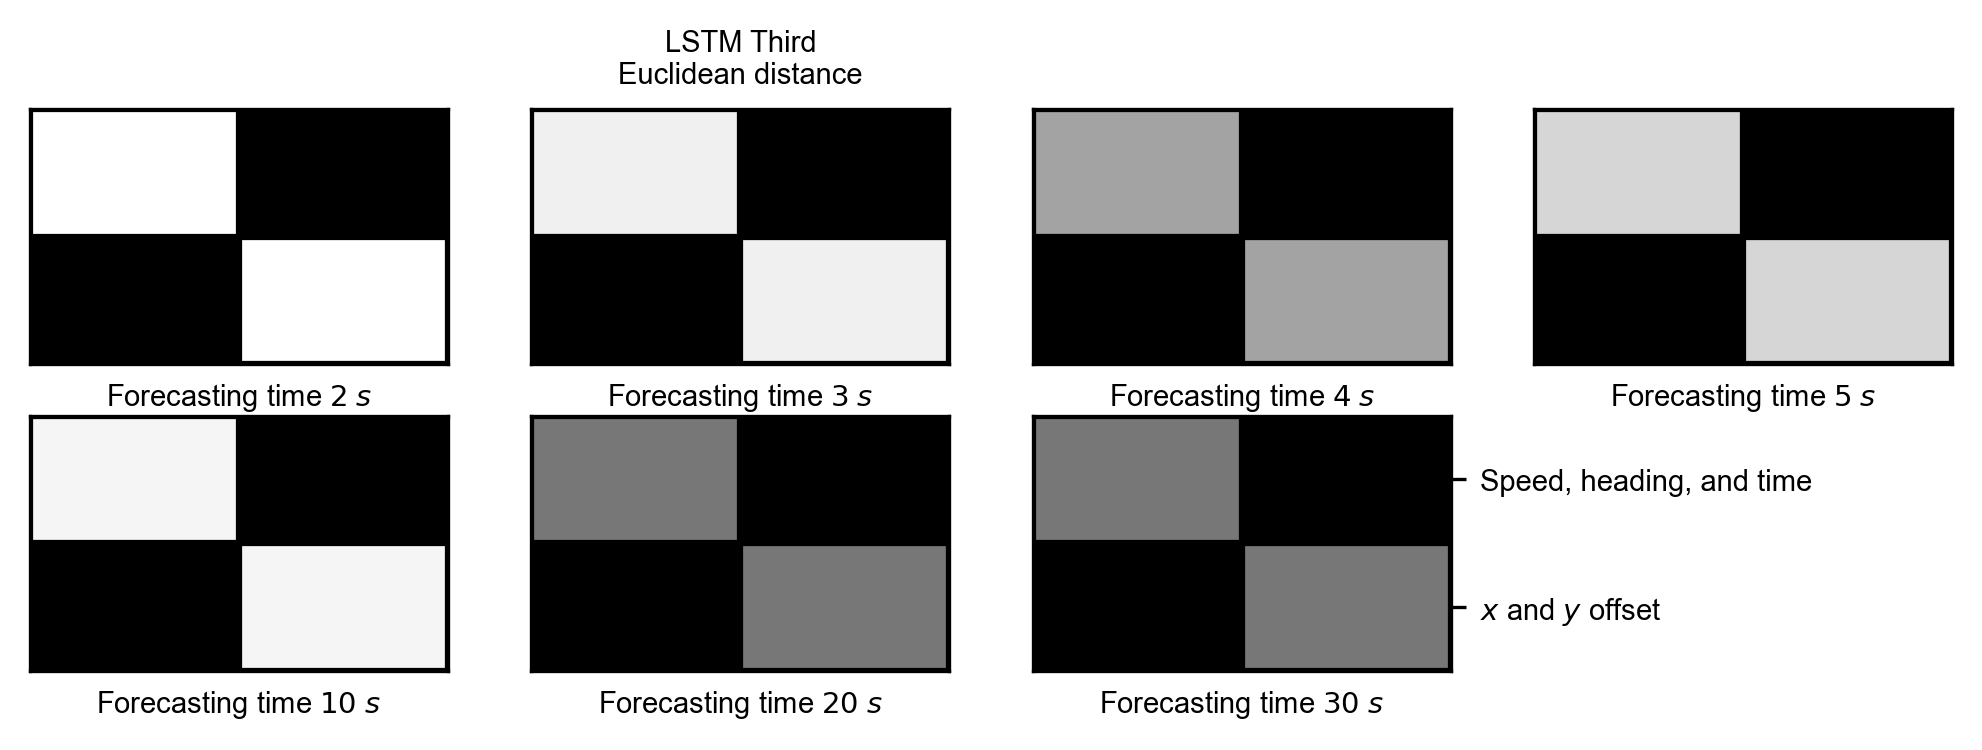 LSTM Third
Euclidean distance
Forecasting time 2 s
Forecasting time 3 s
Forecasting time 4 s
Forecasting time 5 s
Speed, heading, and time
x and y offset
Forecasting time 10 s
Forecasting time 20 s
Forecasting time 30 s